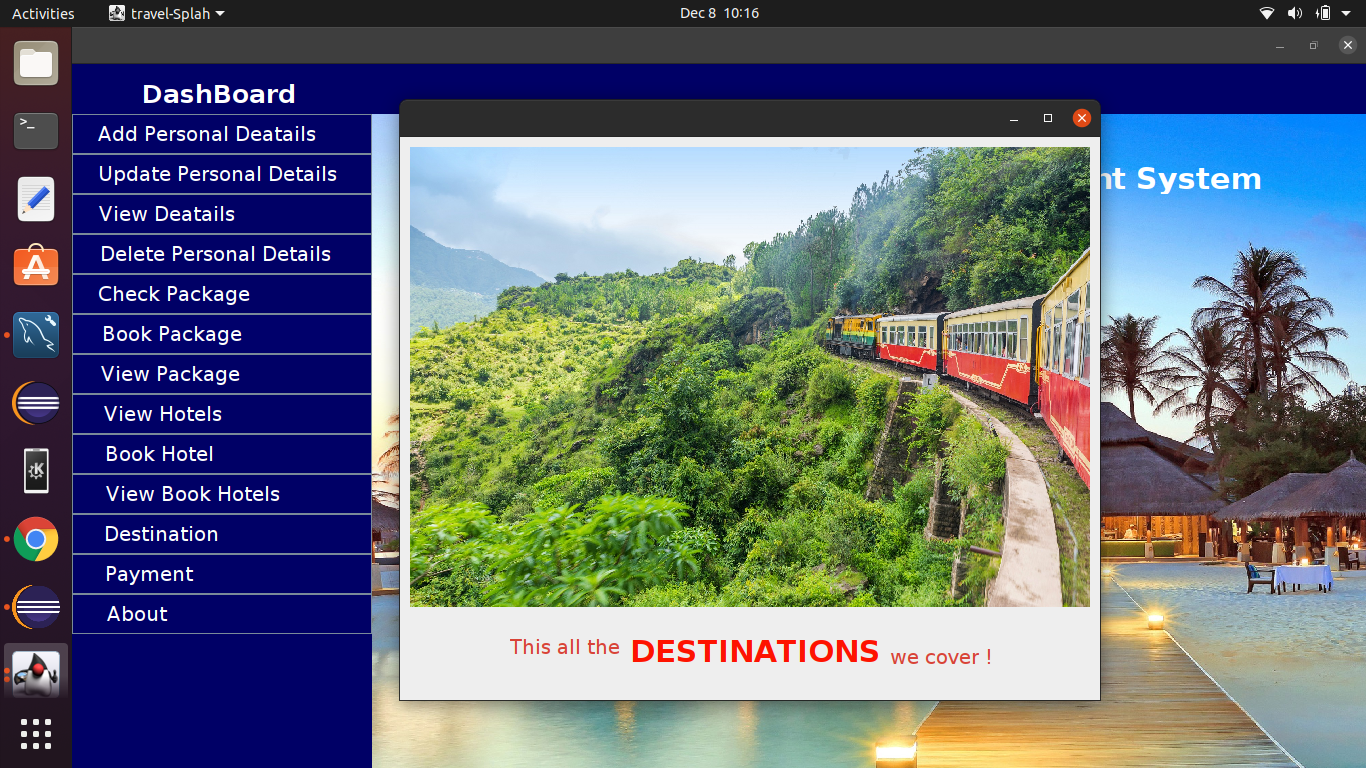 Activities travel-Splah Dec 8 10:16
DashBoard
Add Personal Deatails
Update Personal Details
View Deatails
Delete Personal Details
Check Package
Book Package
View Package
View Hotels
Book Hotel
View Book Hotels
Destination
Payment
About
System
This all the DESTINATIONS we cover !